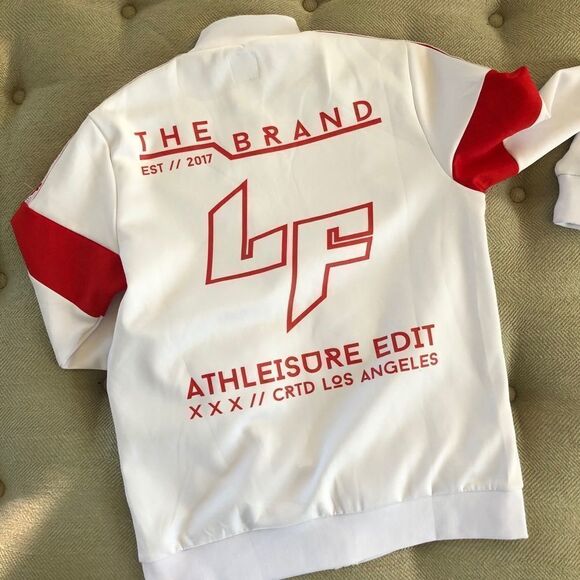 THE BRAND
EST // 2017
LF
ATHLEISURE EDIT
XXX // CRTD LOS ANGELES